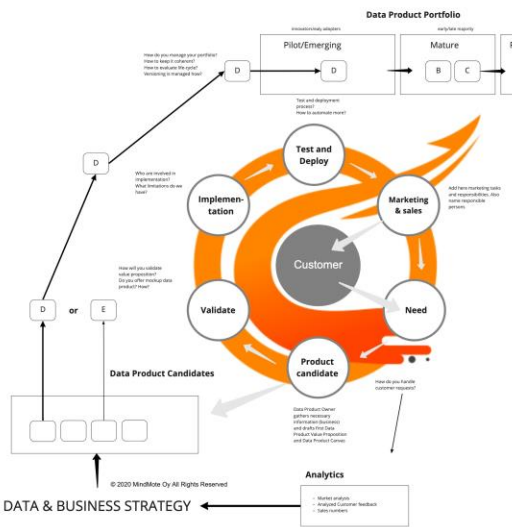 Data Product Portfolio
innovators/early adopters
early/late majority
Pilot/Emerging
Mature
How do you manage your portfolio?
How to keep it coherent?
How to evaluate life cycle?
Versioning is managed how?
D
D
B
C
Test and deployment
process?
How to automate more?
Test and
Deploy
D
Who are involved in
implementation?
What limitations do we
have?
Implemen-
tation
Marketing
& sales
Add here marketing tasks
and responsibilities. Also
name responsible
persons.
Customer
How will you validate
value proposition?
Do you offer mockup data
product? How?
D
or
E
Validate
Need
Product
candidate
Data Product Candidates
How do you handle
customer requests?
Data Product Owner
gathers necessary
information (business)
and drafts first Data
Product Value Proposition
and Data Product Canvas
Analytics
© 2020 MindMote Oy All Rights Reserved
DATA & BUSINESS STRATEGY
- Market analysis
- Analyzed Customer feedback
- Sales numbers